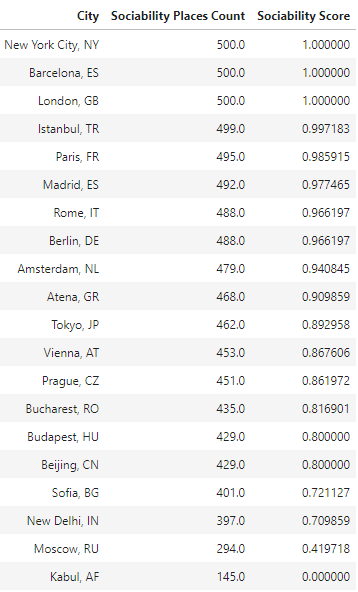 City Sociability Places Count Sociability Score
New York City, NY 500.0 1.000000
Barcelona, ES 500.0 1.000000
London, GB 500.0 1.000000
Istanbul, TR 499.0 0.997183
Paris, FR 495.0 0.985915
Madrid, ES 492.0 0.977465
Rome, IT 488.0 0.966197
Berlin, DE 488.0 0.966197
Amsterdam, NL 479.0 0.940845
Atena, GR 468.0 0.909859
Tokyo, JP 462.0 0.892958
Vienna, AT 453.0 0.867606
Prague, CZ 451.0 0.861972
Bucharest, RO 435.0 0.816901
Budapest, HU 429.0 0.800000
Beijing, CN 429.0 0.800000
Sofia, BG 401.0 0.721127
New Delhi, IN 397.0 0.709859
Moscow, RU 294.0 0.419718
Kabul, AF 145.0 0.000000